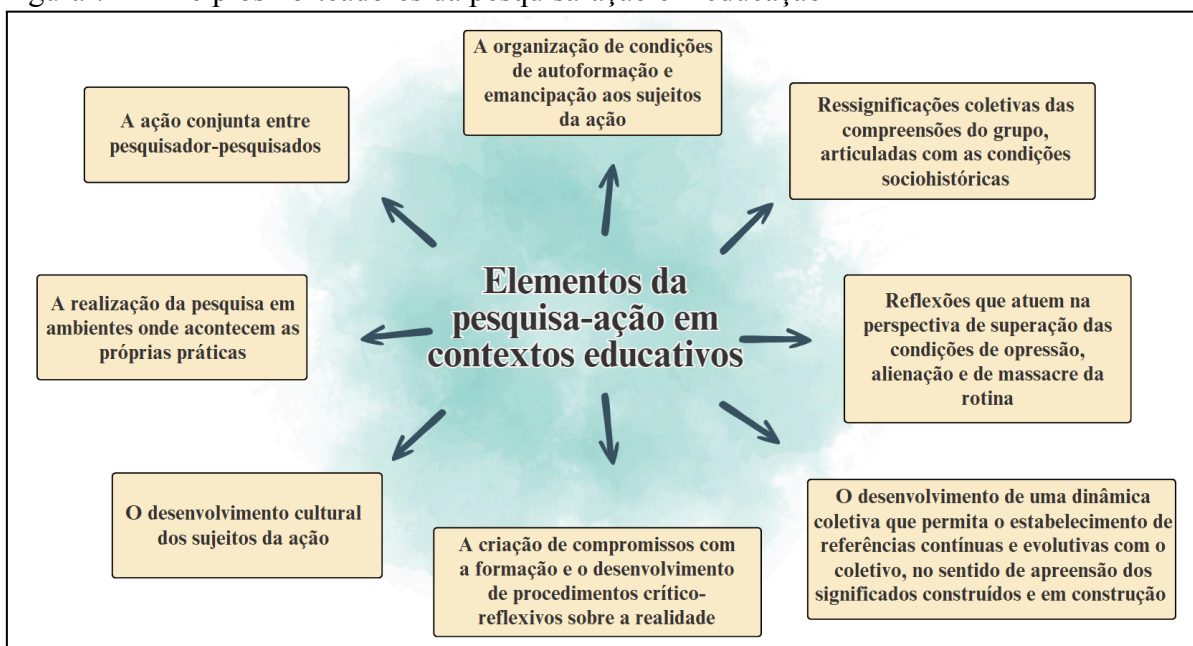 A organização de condições
de autoformação e
emancipação aos sujeitos
da ação
A ação conjunta entre
pesquisador-pesquisados
Ressignificações coletivas das
compreensões do grupo,
articuladas com as condições
sociohistóricas
Elementos da
pesquisa-ação em
contextos educativos
A realização da pesquisa em
ambientes onde acontecem as
próprias práticas
Reflexões que atuem na
perspectiva de superação das
condições de opressão,
alienação e de massacre da
rotina
O desenvolvimento cultural
dos sujeitos da ação
A criação de compromissos com
a formação e o desenvolvimento
de procedimentos crítico-
reflexivos sobre a realidade
O desenvolvimento de uma dinâmica
coletiva que permita o estabelecimento de
referências contínuas e evolutivas com o
coletivo, no sentido de apreensão dos
significados construídos e em construção